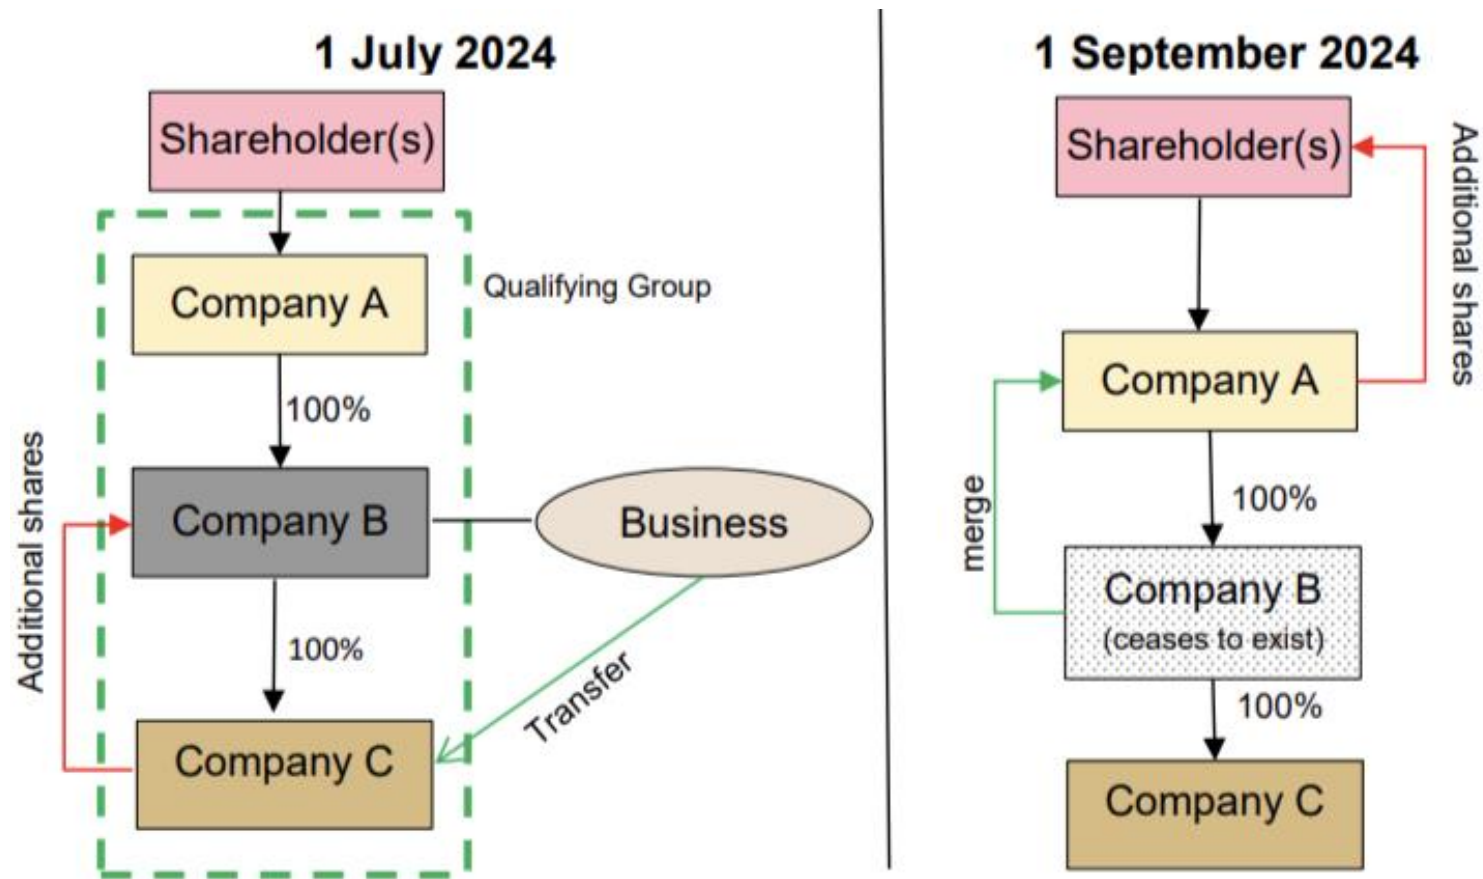 1 July 2024
Shareholder(s)
Company A
Qualifying Group
100%
Company B
Business
Additional shares
100%
Transfer
Company C
1 September 2024
Shareholder(s)
Additional shares
Company A
merge
100%
Company B
(ceases to exist)
100%
Company C